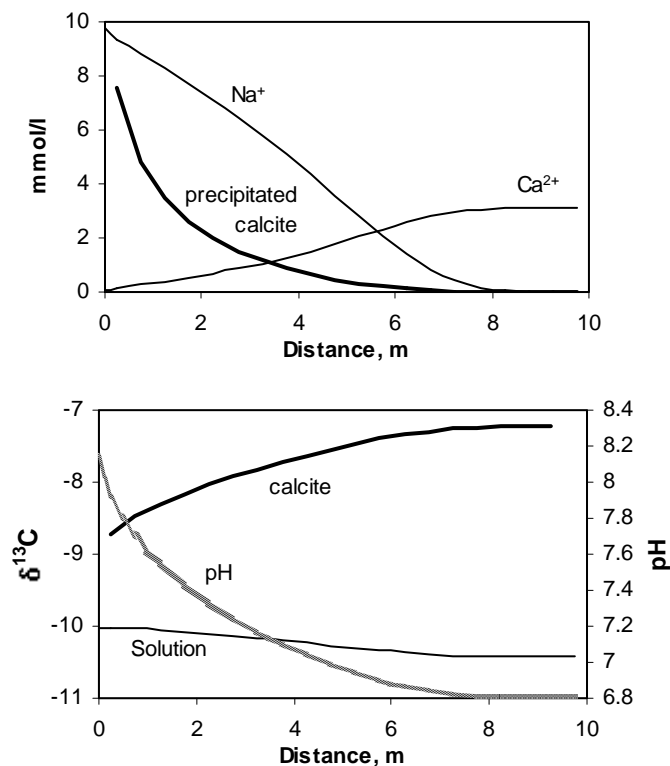 10
8
6
4
2
0
mmol/l
Na⁺
precipitated
calcite
Ca²⁺
0 2 4 6 8 10
Distance, m
-7
-8
-9
-10
-11
δ¹³C
calcite
pH
Solution
8.4
8.2
8
7.8
7.6
7.4
7.2
7
6.8
pH
0 2 4 6 8 10
Distance, m